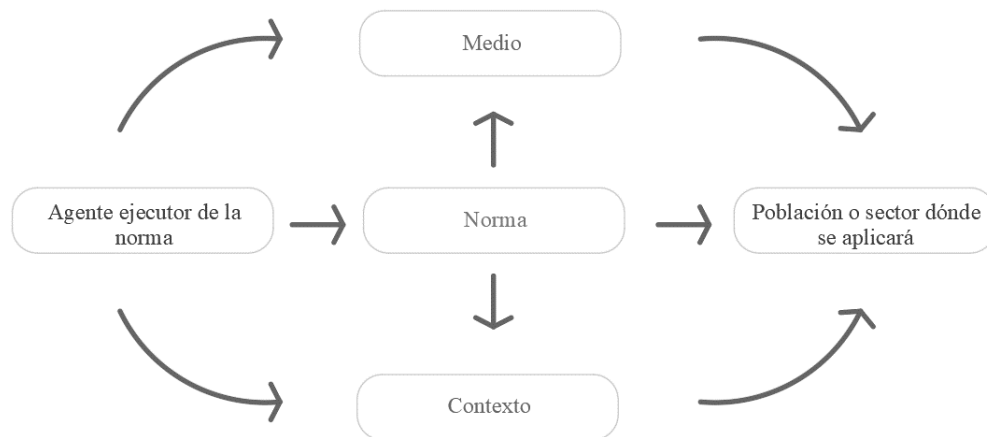 Medio
Agente ejecutor de la
norma
Norma
Población o sector dónde
se aplicará
Contexto